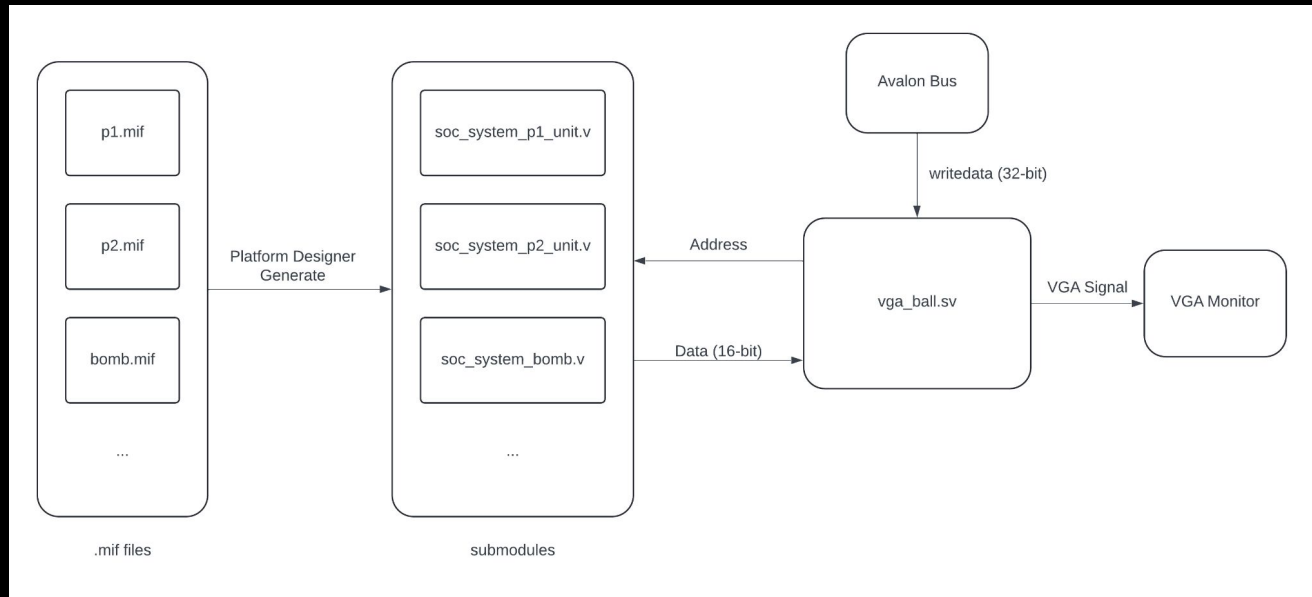 p1.mif
p2.mif
bomb.mif
...
.mif files
Platform Designer
Generate
soc_system_p1_unit.v
soc_system_p2_unit.v
soc_system_bomb.v
...
submodules
Address
Data (16-bit)
Avalon Bus
writedata (32-bit)
vga_ball.sv
VGA Signal
VGA Monitor